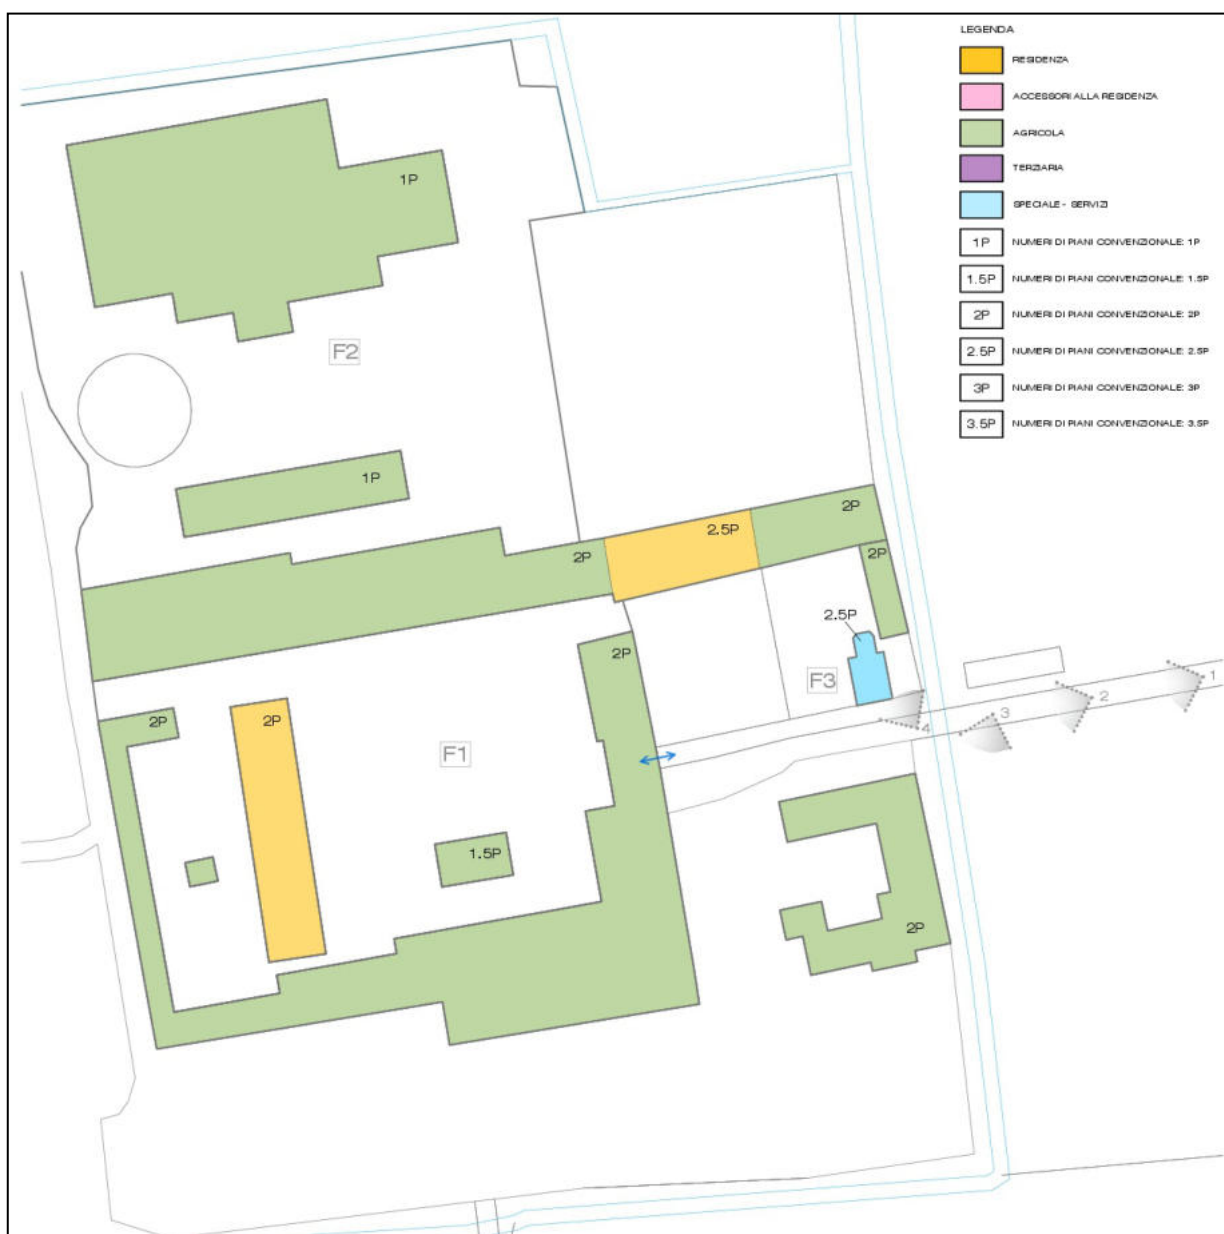 LEGENDA
RESIDENZA
ACCESSORI ALLA RESIDENZA
AGRICOLA
TERZIARIA
SPECIALE - SERVIZI
1P NUMERI DI PIANI CONVENZIONALE: 1P
1.5P NUMERI DI PIANI CONVENZIONALE: 1.5P
2P NUMERI DI PIANI CONVENZIONALE: 2P
2.5P NUMERI DI PIANI CONVENZIONALE: 2.5P
3P NUMERI DI PIANI CONVENZIONALE: 3P
3.5P NUMERI DI PIANI CONVENZIONALE: 3.5P
1P
F2
1P
2P
2.5P
2P
2P
2.5P
2P
F3
1
2
3
4
2P
2P
F1
1.5P
2P